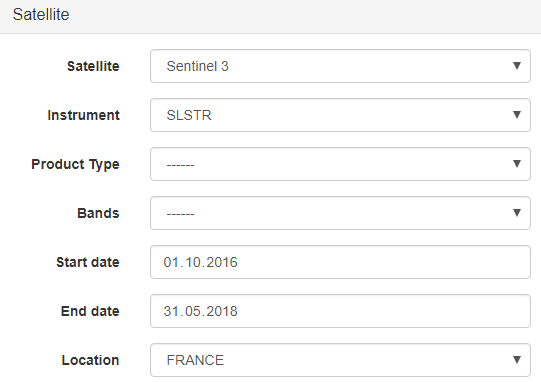 Satellite
Satellite Sentinel 3
Instrument SLSTR
Product Type ------
Bands ------
Start date 01.10.2016
End date 31.05.2018
Location FRANCE